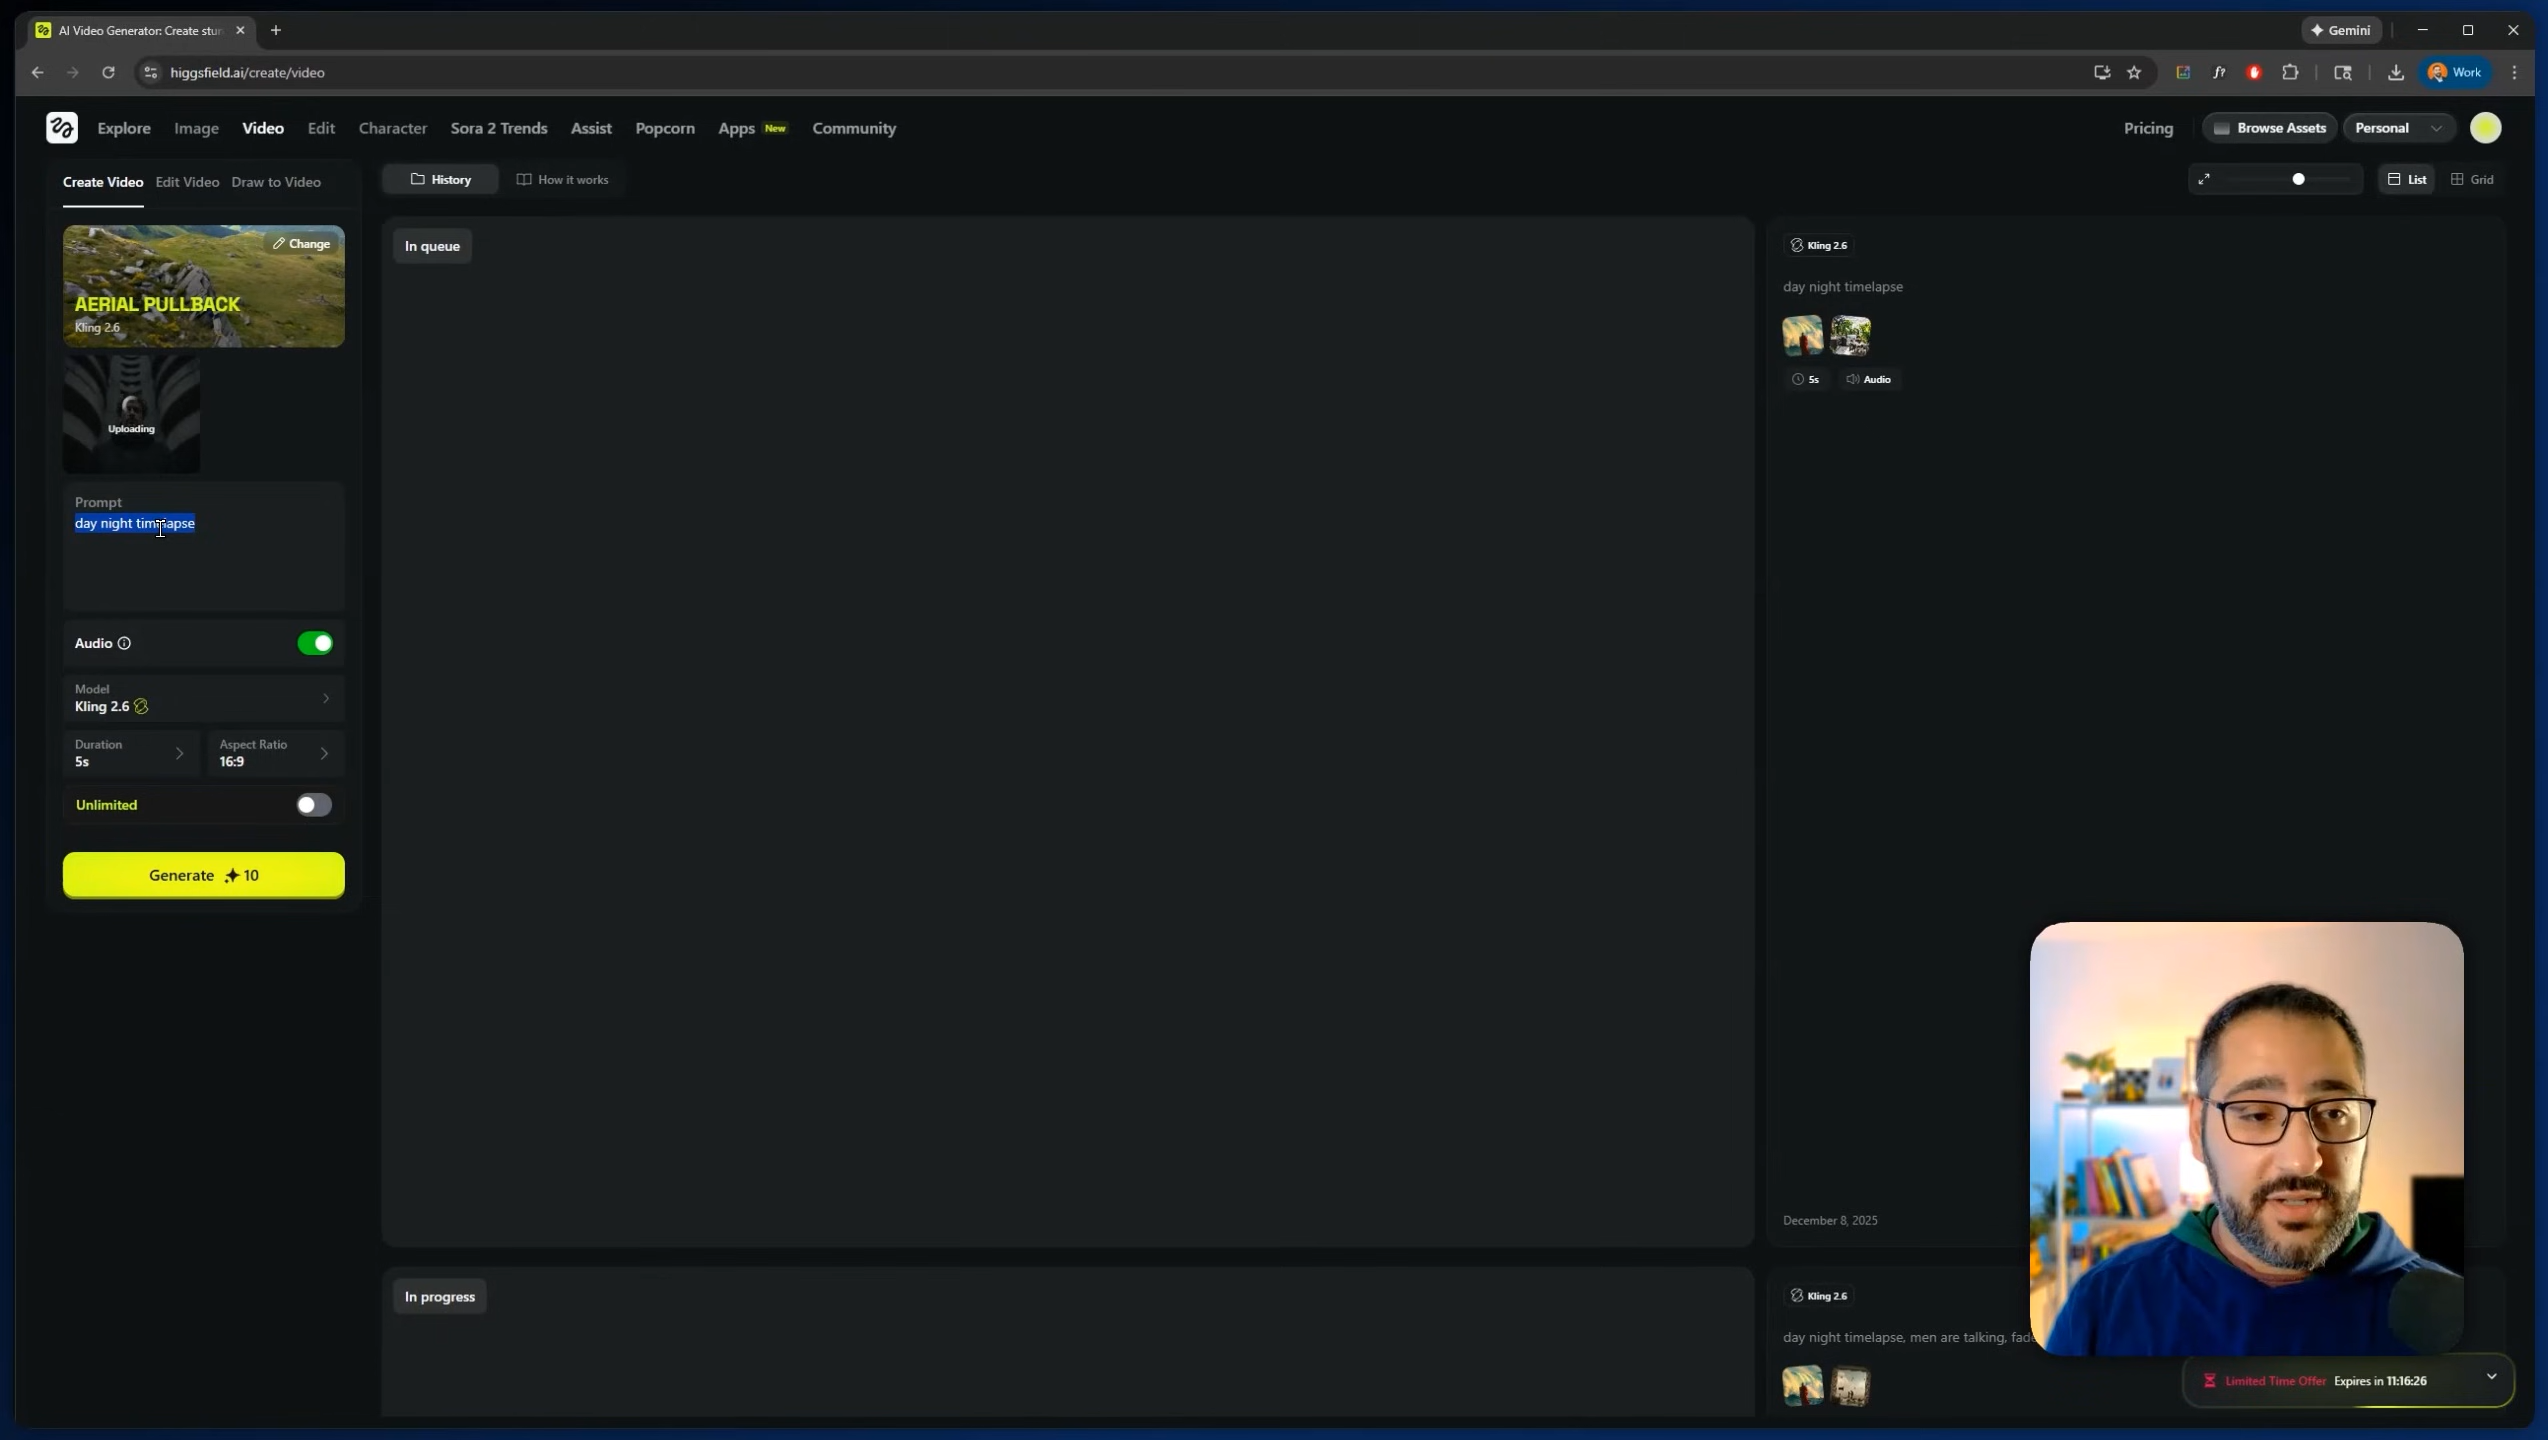 AI Video Generator: Create stu
Gemini
higgsfield.ai/create/video
Work
Explore
Image
Video
Edit
Character
Sora 2 Trends
Assist
Popcorn
Apps New
Community
Pricing
Browse Assets
Personal
Create Video
Edit Video
Draw to Video
Change
AERIAL PULLBACK
Kling 2.6
Uploading
Prompt
day night timelapse
Audio
Model
Kling 2.6
Duration
5s
Aspect Ratio
16:9
Unlimited
Generate 10
History
How it works
List
Grid
In queue
Kling 2.6
day night timelapse
5s
Audio
December 8, 2025
In progress
Kling 2.6
day night timelapse, men are talking, fad
Limited Time Offer Expires in 11:16:26